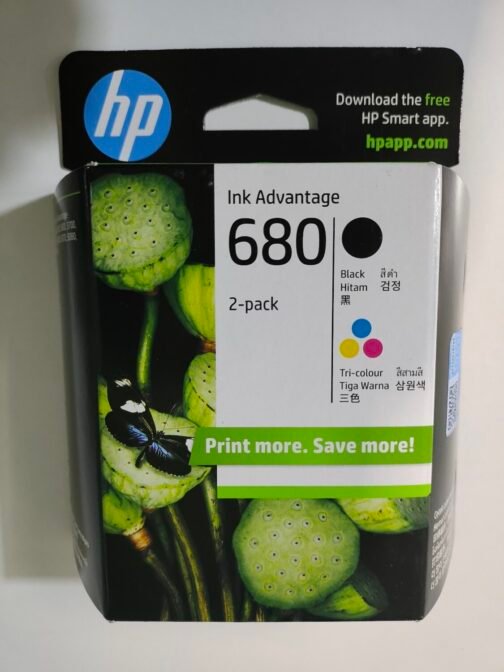 hp
Download the free
HP Smart app.
hpapp.com
Ink Advantage
680
2-pack
Black สีดำ
Hitam 검정
黑
Tri-colour สีสามสี
Tiga Warna 삼원색
三色
Print more. Save more!